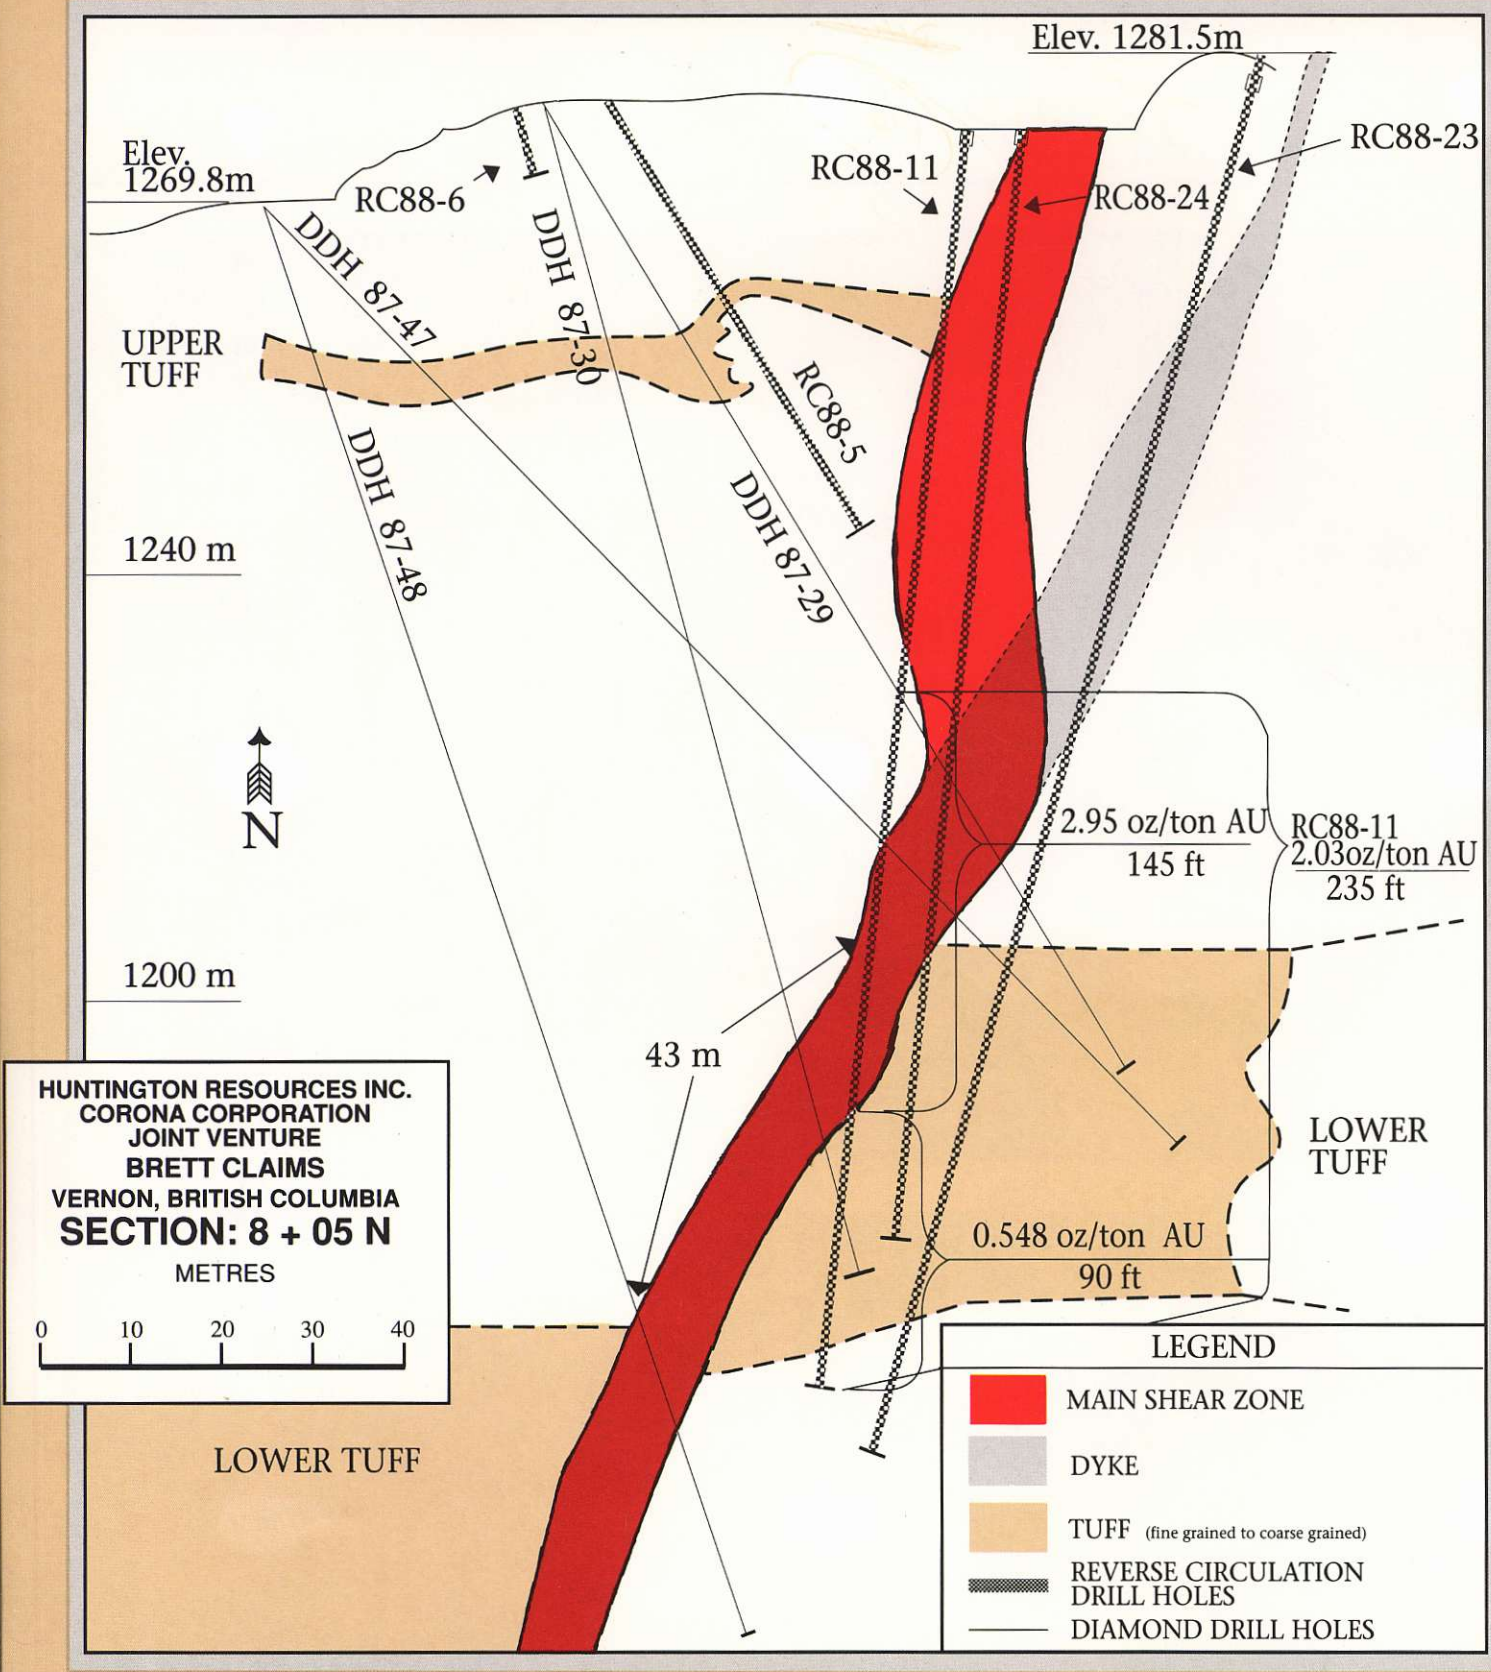 Elev. 1281.5m
Elev.
1269.8m
RC88-6
RC88-11
RC88-24
RC88-23
DDH 87-47
DDH 87-30
UPPER
TUFF
RC88-5
DDH 87-48
DDH 87-29
1240 m
N
2.95 oz/ton AU
145 ft
RC88-11
2.03oz/ton AU
235 ft
1200 m
43 m
HUNTINGTON RESOURCES INC.
CORONA CORPORATION
JOINT VENTURE
BRETT CLAIMS
VERNON, BRITISH COLUMBIA
SECTION: 8 + 05 N
METRES
0 10 20 30 40
LOWER
TUFF
0.548 oz/ton AU
90 ft
LOWER TUFF
LEGEND
MAIN SHEAR ZONE
DYKE
TUFF (fine grained to coarse grained)
REVERSE CIRCULATION
DRILL HOLES
DIAMOND DRILL HOLES